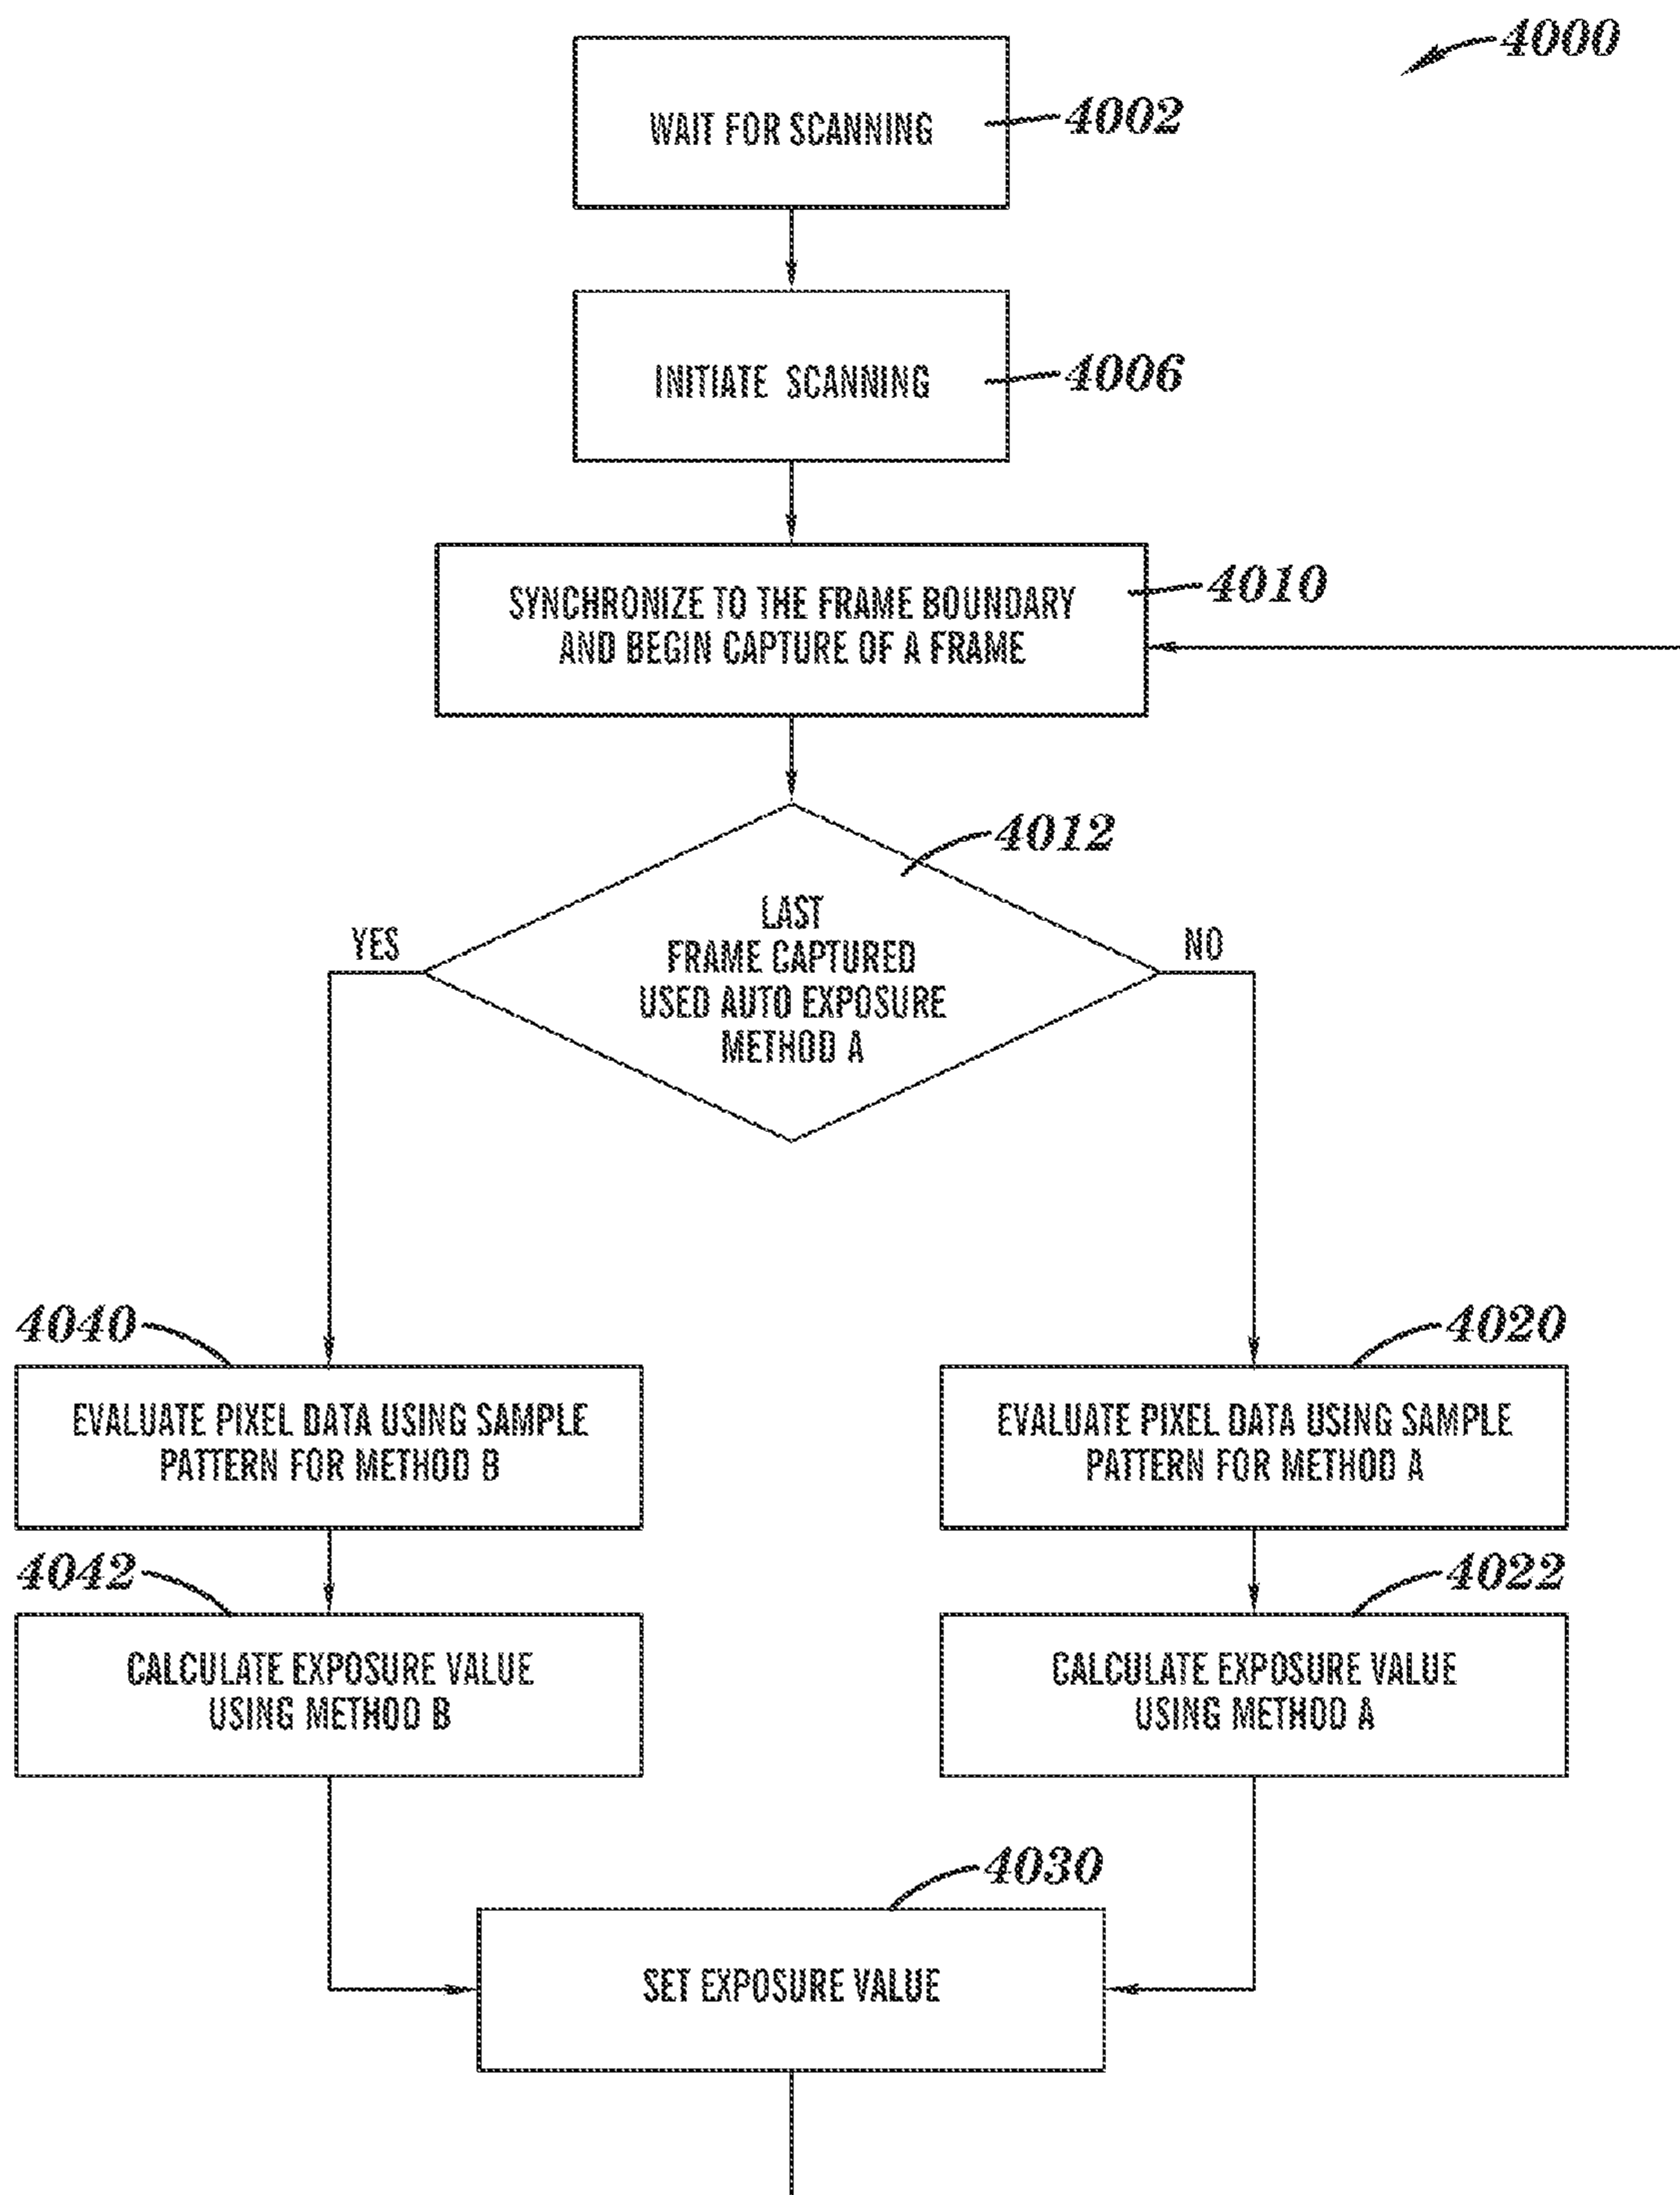 4000
WAIT FOR SCANNING
4002
INITIATE SCANNING
4006
SYNCHRONIZE TO THE FRAME BOUNDARY
AND BEGIN CAPTURE OF A FRAME
4010
4012
LAST
FRAME CAPTURED
USED AUTO EXPOSURE
METHOD A
YES
NO
4040
EVALUATE PIXEL DATA USING SAMPLE
PATTERN FOR METHOD B
4020
EVALUATE PIXEL DATA USING SAMPLE
PATTERN FOR METHOD A
4042
CALCULATE EXPOSURE VALUE
USING METHOD B
4022
CALCULATE EXPOSURE VALUE
USING METHOD A
4030
SET EXPOSURE VALUE